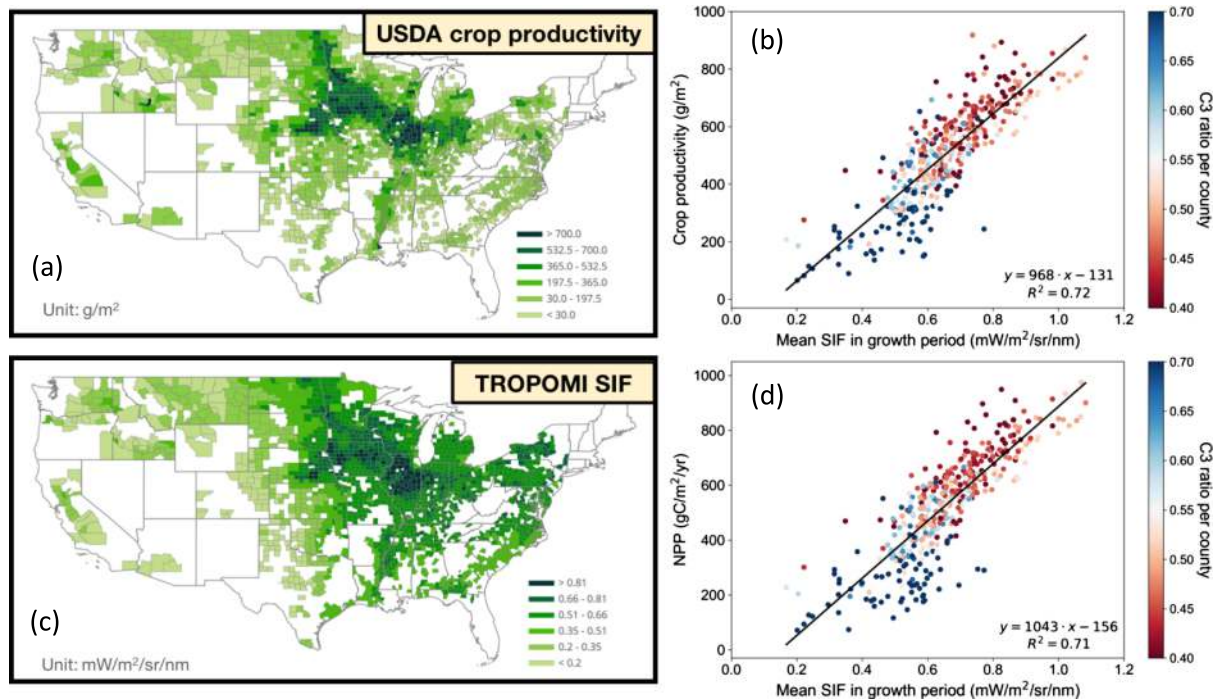 USDA crop productivity
> 700.0
532.5 - 700.0
365.0 - 532.5
197.5 - 365.0
30.0 - 197.5
< 30.0
(a)
Unit: g/m²
(b)
1000
800
600
400
200
0
Crop productivity (g/m²)
0.0 0.2 0.4 0.6 0.8 1.0 1.2
Mean SIF in growth period (mW/m²/sr/nm)
y = 968 · x − 131
R² = 0.72
0.70
0.65
0.60
0.55
0.50
0.45
0.40
C3 ratio per county
TROPOMI SIF
> 0.81
0.66 - 0.81
0.51 - 0.66
0.35 - 0.51
0.2 - 0.35
< 0.2
(c)
Unit: mW/m²/sr/nm
(d)
1000
800
600
400
200
0
NPP (gC/m²/yr)
0.0 0.2 0.4 0.6 0.8 1.0 1.2
Mean SIF in growth period (mW/m²/sr/nm)
y = 1043 · x − 156
R² = 0.71
0.70
0.65
0.60
0.55
0.50
0.45
0.40
C3 ratio per county